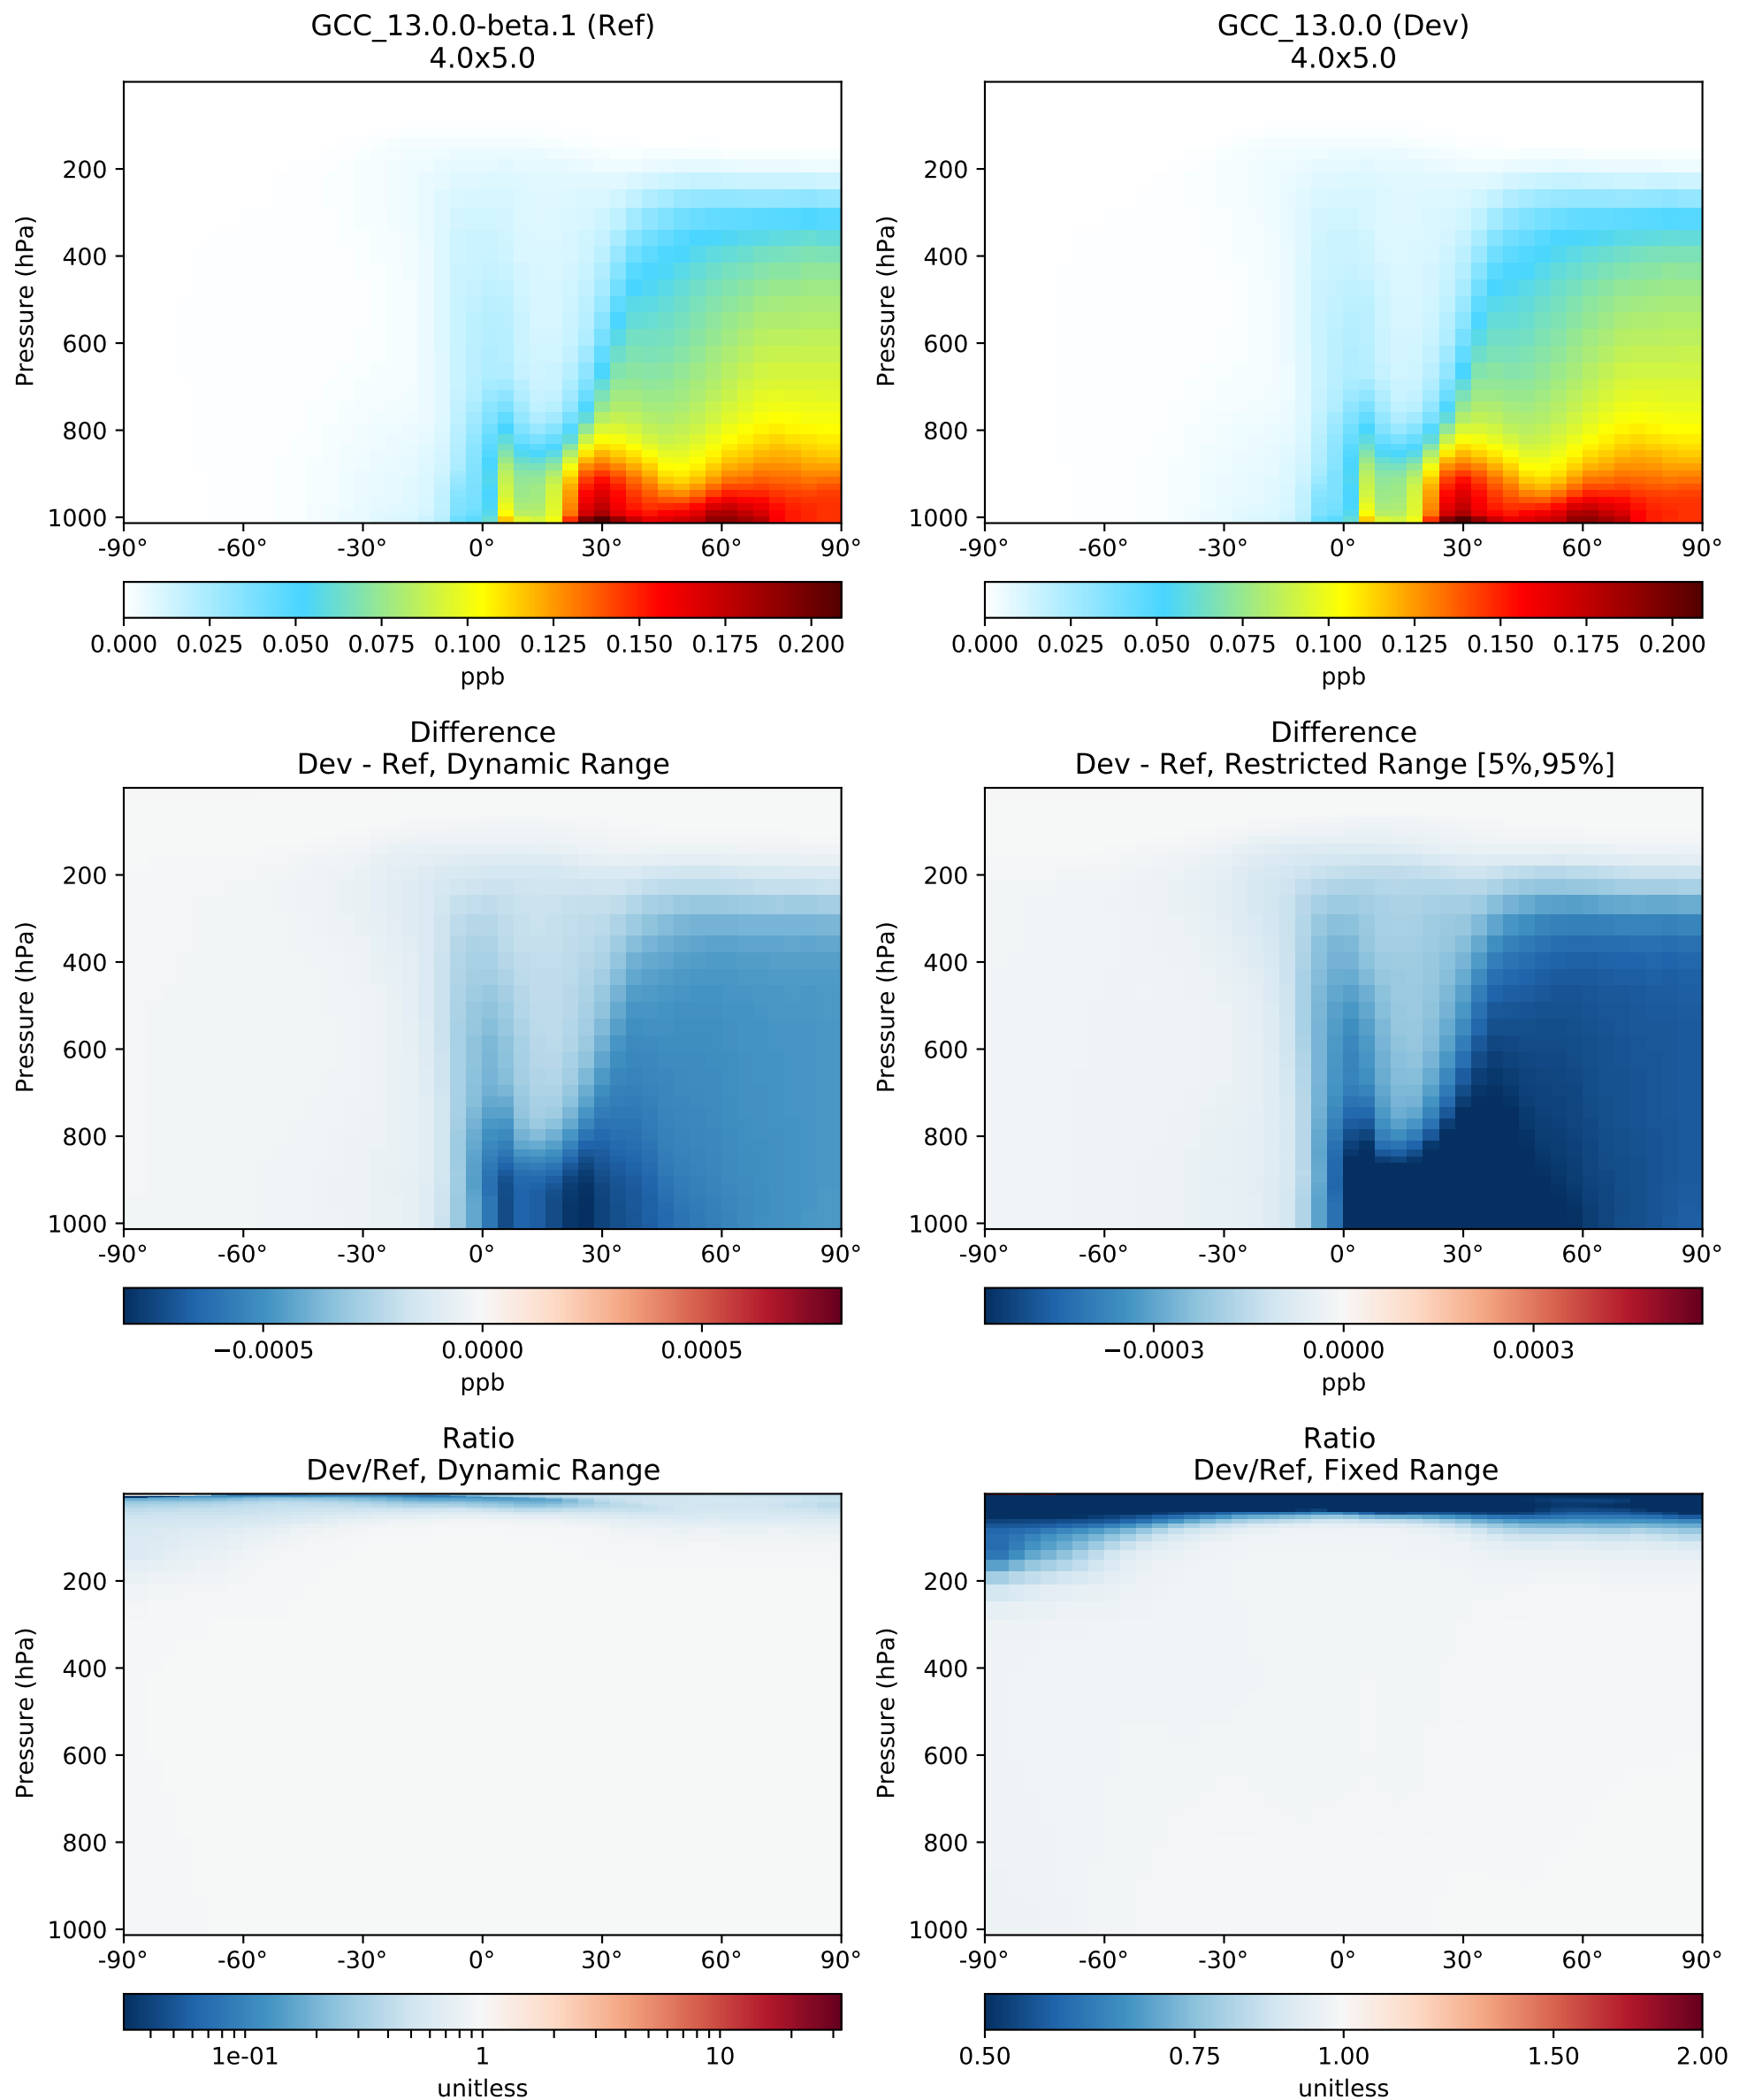 GCC_13.0.0-beta.1 (Ref)
4.0x5.0
Pressure (hPa)
200
400
600
800
1000
-90° -60° -30° 0° 30° 60° 90°
0.000 0.025 0.050 0.075 0.100 0.125 0.150 0.175 0.200
ppb
GCC_13.0.0 (Dev)
4.0x5.0
Pressure (hPa)
200
400
600
800
1000
-90° -60° -30° 0° 30° 60° 90°
0.000 0.025 0.050 0.075 0.100 0.125 0.150 0.175 0.200
ppb
Difference
Dev - Ref, Dynamic Range
Pressure (hPa)
200
400
600
800
1000
-90° -60° -30° 0° 30° 60° 90°
−0.0005 0.0000 0.0005
ppb
Difference
Dev - Ref, Restricted Range [5%,95%]
Pressure (hPa)
200
400
600
800
1000
-90° -60° -30° 0° 30° 60° 90°
−0.0003 0.0000 0.0003
ppb
Ratio
Dev/Ref, Dynamic Range
Pressure (hPa)
200
400
600
800
1000
-90° -60° -30° 0° 30° 60° 90°
1e-01 1 10
unitless
Ratio
Dev/Ref, Fixed Range
Pressure (hPa)
200
400
600
800
1000
-90° -60° -30° 0° 30° 60° 90°
0.50 0.75 1.00 1.50 2.00
unitless